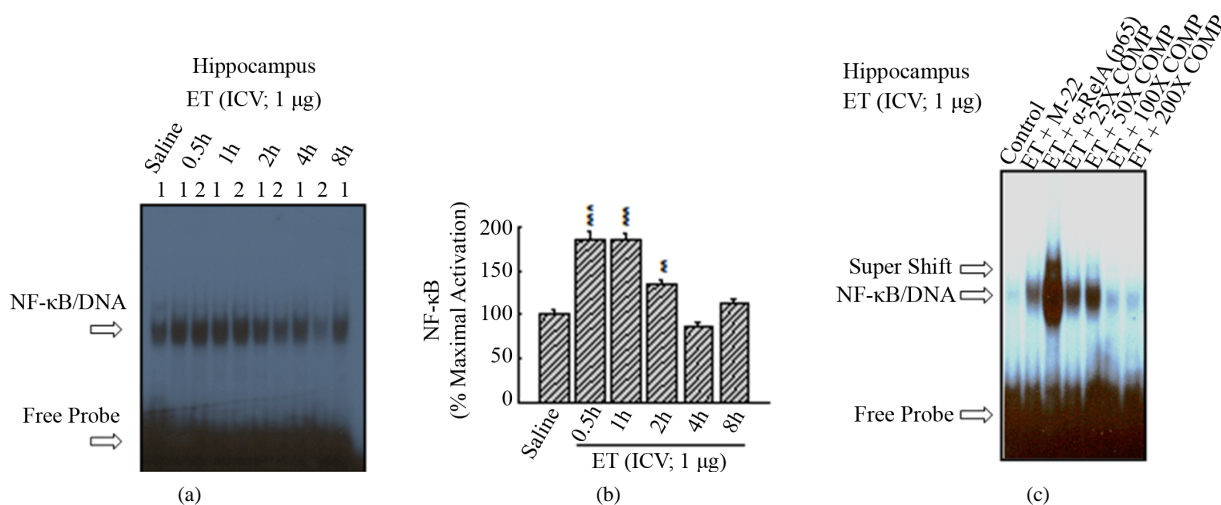 Hippocampus
ET (ICV; 1 μg)
Saline
0.5h
1h
2h
4h
8h
1 1 2 1 2 1 2 1 2 1
NF-κB/DNA
Free Probe
(a)
NF-κB
(% Maximal Activation)
200
150
100
50
0
Saline
0.5h
1h
2h
4h
8h
ET (ICV; 1 μg)
(b)
Hippocampus
ET (ICV; 1 μg)
Control
ET + M-22
ET + α-RelA (p65)
ET + 25X COMP
ET + 50X COMP
ET + 100X COMP
ET + 200X COMP
Super Shift
NF-κB/DNA
Free Probe
(c)